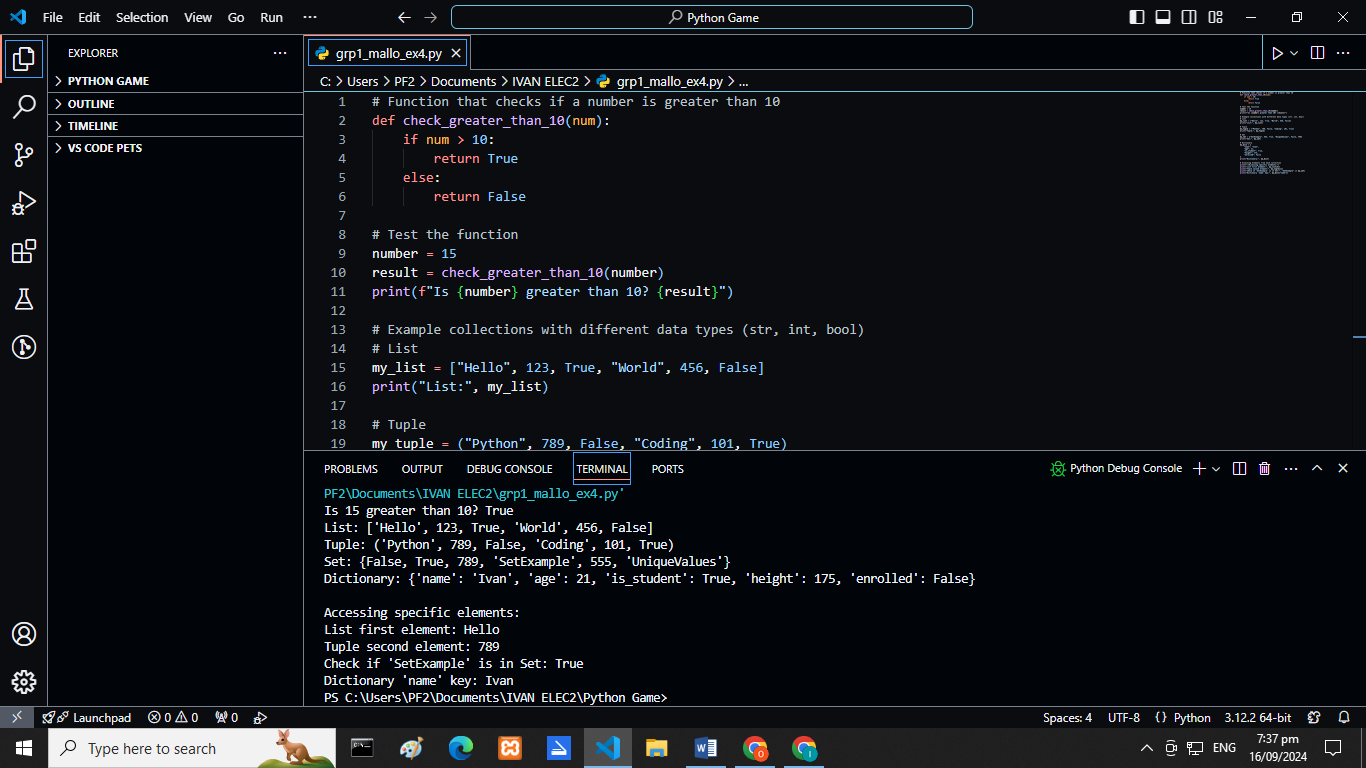 File Edit Selection View Go Run ···
Python Game
EXPLORER ···
PYTHON GAME
OUTLINE
TIMELINE
VS CODE PETS
grp1_mallo_ex4.py
C: > Users > PF2 > Documents > IVAN ELEC2 > grp1_mallo_ex4.py > ...
1 # Function that checks if a number is greater than 10
2 def check_greater_than_10(num):
3     if num > 10:
4         return True
5     else:
6         return False
7
8 # Test the function
9 number = 15
10 result = check_greater_than_10(number)
11 print(f"Is {number} greater than 10? {result}")
12
13 # Example collections with different data types (str, int, bool)
14 # List
15 my_list = ["Hello", 123, True, "World", 456, False]
16 print("List:", my_list)
17
18 # Tuple
19 my_tuple = ("Python", 789, False, "Coding", 101, True)
PROBLEMS OUTPUT DEBUG CONSOLE TERMINAL PORTS
Python Debug Console
PF2\Documents\IVAN ELEC2\grp1_mallo_ex4.py'
Is 15 greater than 10? True
List: ['Hello', 123, True, 'World', 456, False]
Tuple: ('Python', 789, False, 'Coding', 101, True)
Set: {False, True, 789, 'SetExample', 555, 'UniqueValues'}
Dictionary: {'name': 'Ivan', 'age': 21, 'is_student': True, 'height': 175, 'enrolled': False}

Accessing specific elements:
List first element: Hello
Tuple second element: 789
Check if 'SetExample' is in Set: True
Dictionary 'name' key: Ivan
PS C:\Users\PF2\Documents\IVAN ELEC2\Python Game>
Launchpad 0 0 0
Spaces: 4 UTF-8 {} Python 3.12.2 64-bit
Type here to search
ENG
7:37 pm
16/09/2024